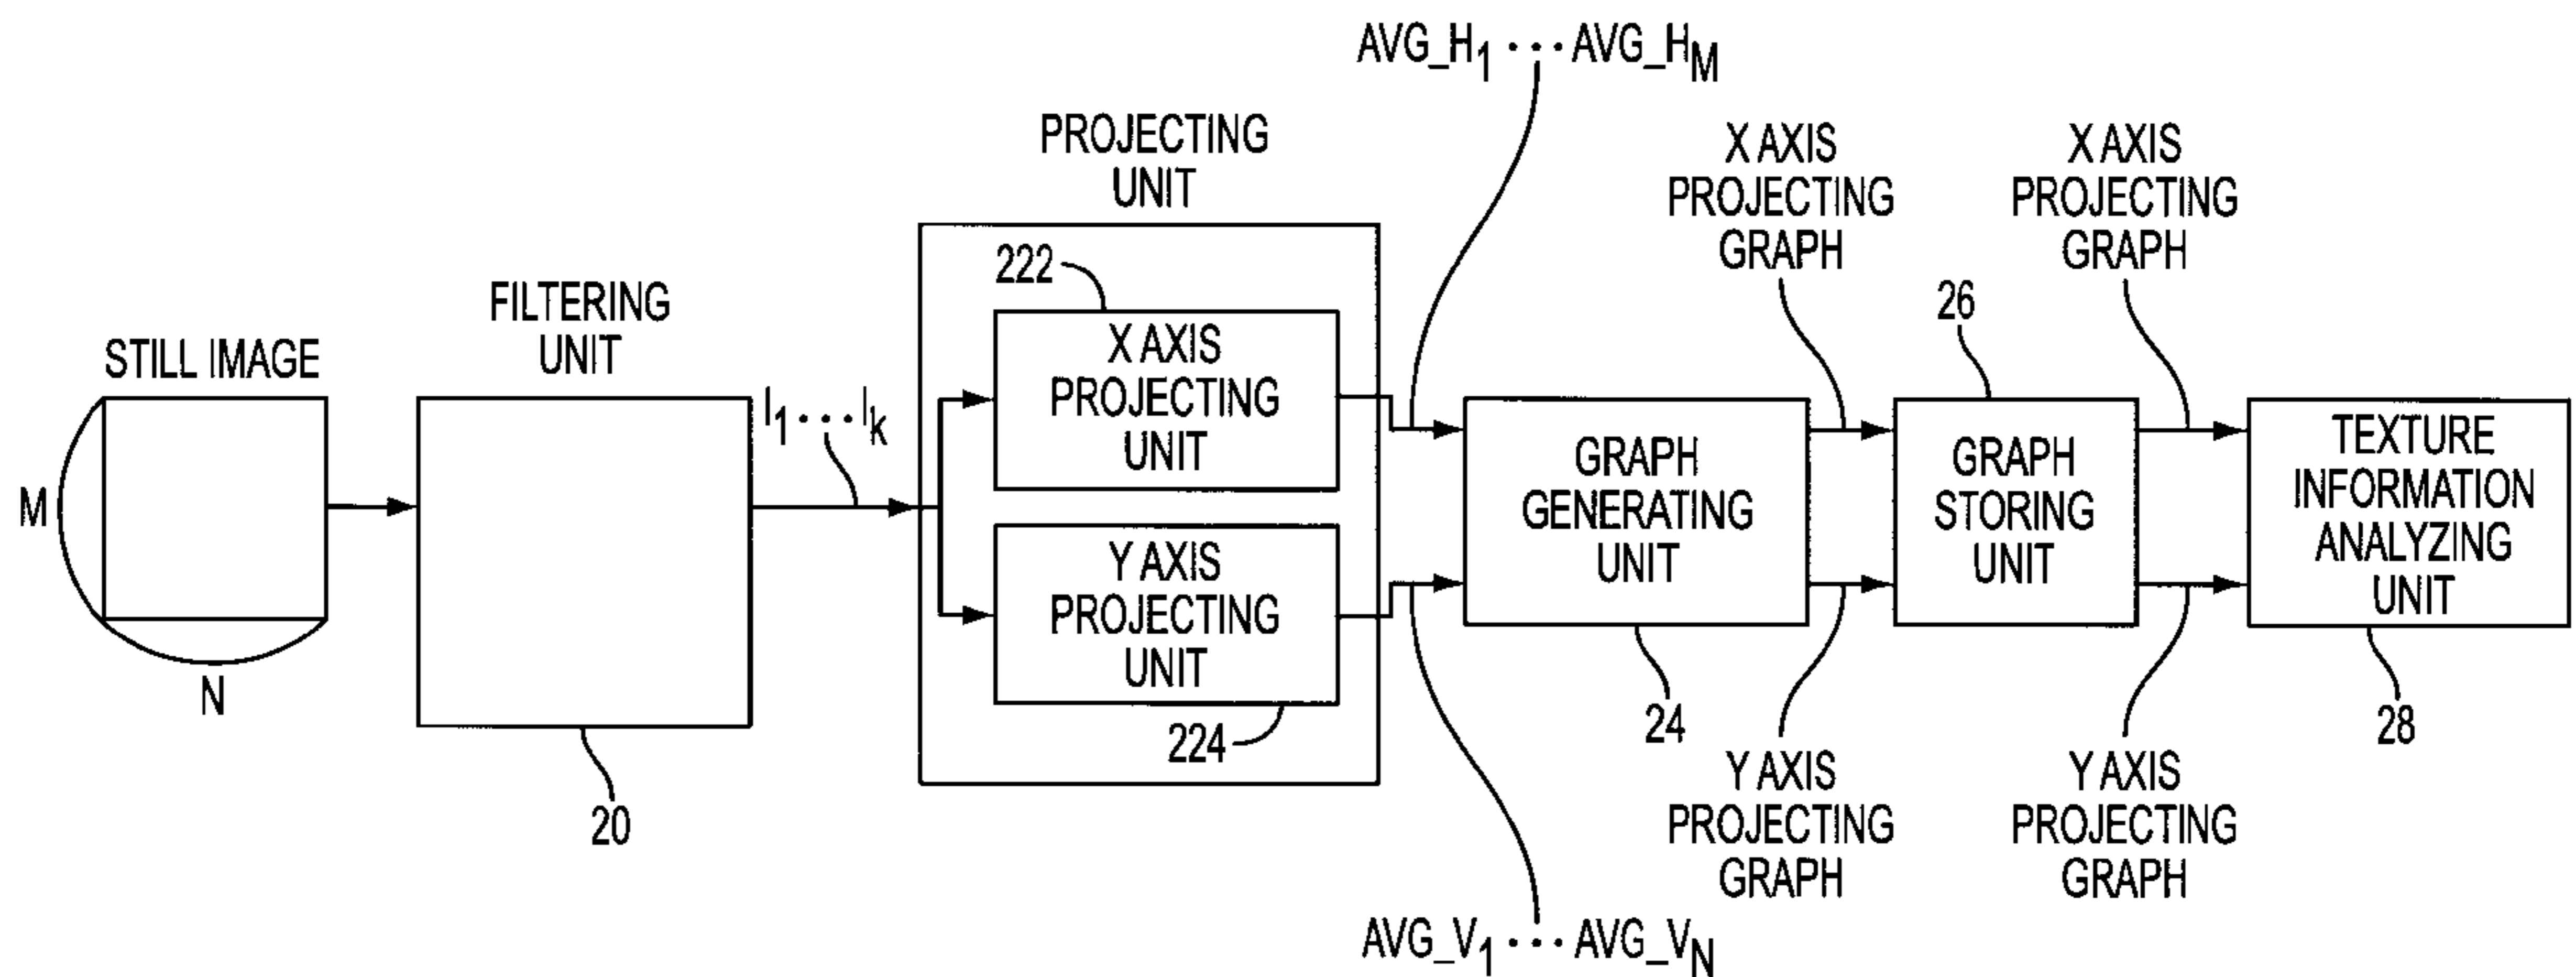 STILL IMAGE
M
N
FILTERING
UNIT
20
I1 ··· Ik
PROJECTING
UNIT
222
X AXIS
PROJECTING
UNIT
Y AXIS
PROJECTING
UNIT
224
AVG_H1 ··· AVG_HM
AVG_V1 ··· AVG_VN
GRAPH
GENERATING
UNIT
24
X AXIS
PROJECTING
GRAPH
Y AXIS
PROJECTING
GRAPH
26
GRAPH
STORING
UNIT
X AXIS
PROJECTING
GRAPH
Y AXIS
PROJECTING
GRAPH
TEXTURE
INFORMATION
ANALYZING
UNIT
28